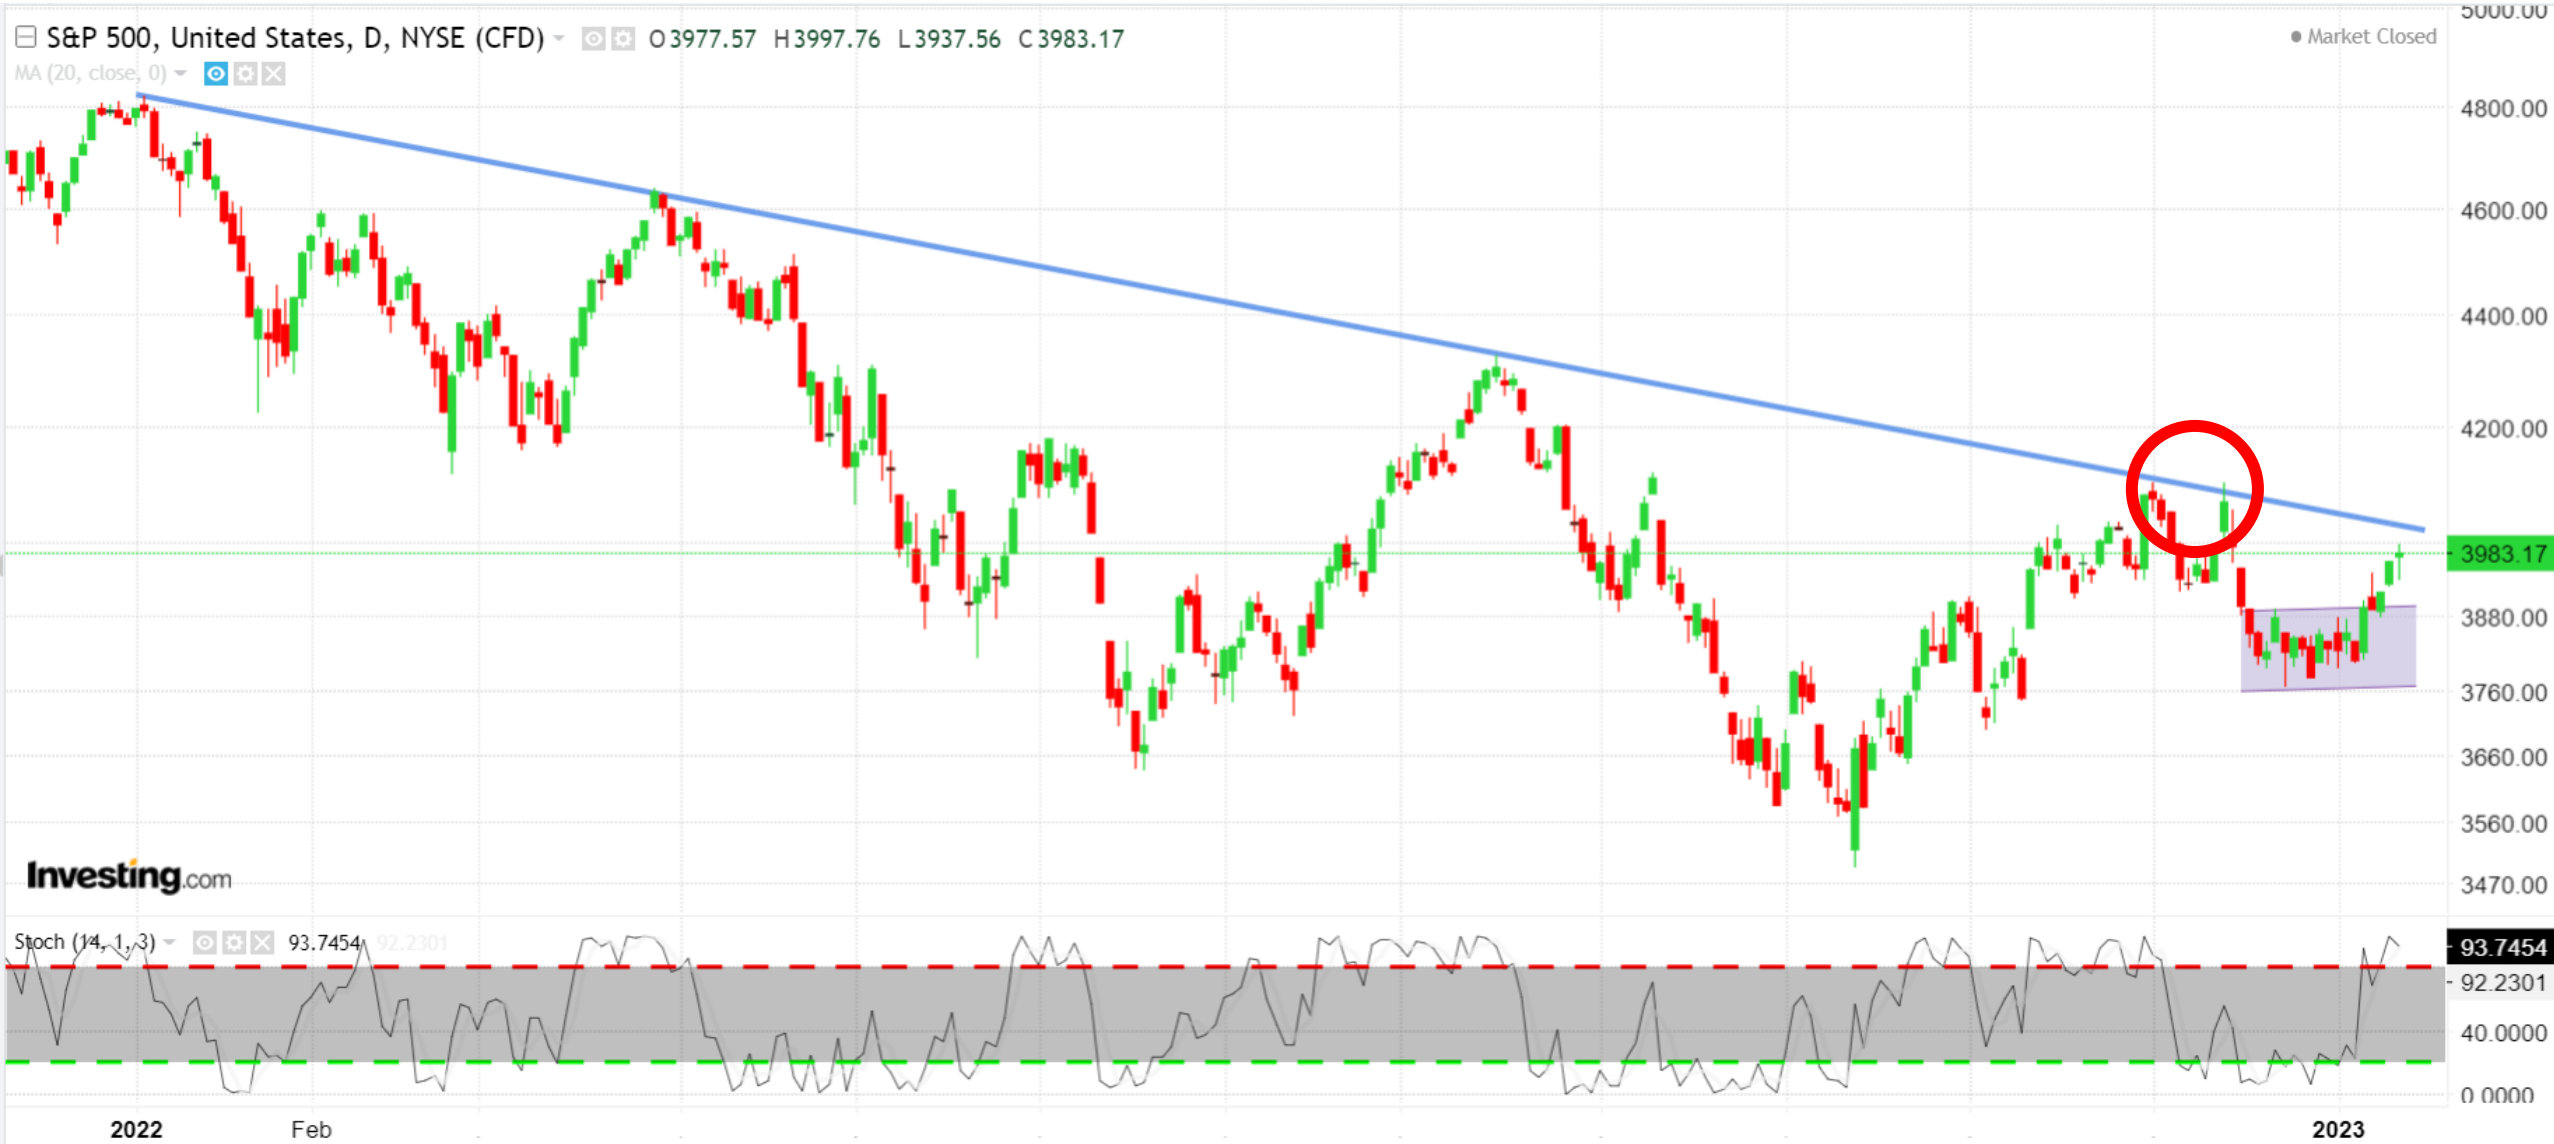 5000.00
S&P 500, United States, D, NYSE (CFD) O3977.57 H3997.76 L3937.56 C3983.17
Market Closed
MA (20, close, 0)
4800.00
4600.00
4400.00
4200.00
3983.17
3880.00
3760.00
3660.00
3560.00
Investing.com
3470.00
Stoch (14, 1, 3) 93.7454 92.2301
93.7454
92.2301
40.0000
0.0000
2022 Feb 2023